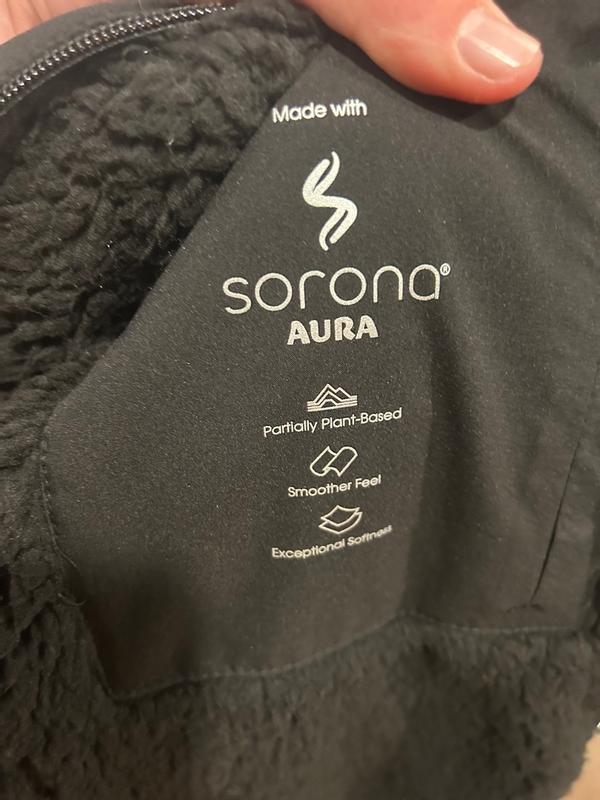 Made with
sorona®
AURA
Partially Plant-Based
Smoother Feel
Exceptional Softness